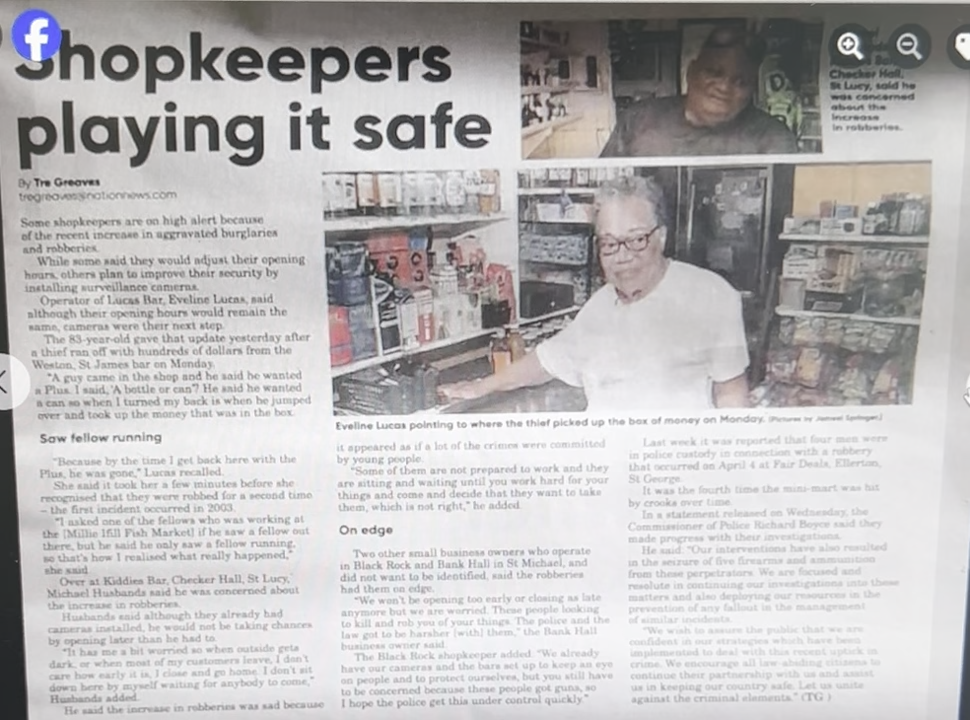 Shopkeepers
playing it safe
By Tre Greaves
tregreaves@nationnews.com
Some shopkeepers are on high alert because
of the recent increase in aggravated burglaries
and robberies.
While some said they would adjust their opening
hours, others plan to improve their security by
installing surveillance cameras.
Operator of Lucas Bar, Eveline Lucas, said
although their opening hours would remain the
same, cameras were their next step.
The 83-year-old gave that update yesterday after
a thief ran off with hundreds of dollars from the
Weston, St James bar on Monday.
"A guy came in the shop and he said he wanted
a Plus. I said, 'A bottle or can'? He said he wanted
a can so when I turned my back is when he jumped
over and took up the money that was in the box.
Saw fellow running
"Because by the time I get back here with the
Plus, he was gone," Lucas recalled.
She said it took her a few minutes before she
recognised that they were robbed for a second time
– the first incident occurred in 2003.
"I asked one of the fellows who was working at
the [Millie Ifill Fish Market] if he saw a fellow out
there, but he said he only saw a fellow running,
so that's how I realised what really happened,"
she said.
Over at Kiddies Bar, Checker Hall, St Lucy,
Michael Husbands said he was concerned about
the increase in robberies.
Husbands said although they already had
cameras installed, he would not be taking chances
by opening later than he had to.
"It has me a bit worried so when outside gets
dark, or when most of my customers leave, I don't
care how early it is, I close and go home. I don't sit
down here by myself waiting for anybody to come,"
Husbands added.
He said the increase in robberies was sad because
Checker Hall,
St Lucy, said he
was concerned
about the
increase
in robberies.
Eveline Lucas pointing to where the thief picked up the box of money on Monday. (Pictures by
it appeared as if a lot of the crimes were committed
by young people.
"Some of them are not prepared to work and they
are sitting and waiting until you work hard for your
things and come and decide that they want to take
them, which is not right," he added.
On edge
Two other small business owners who operate
in Black Rock and Bank Hall in St Michael, and
did not want to be identified, said the robberies
had them on edge.
"We won't be opening too early or closing as late
anymore but we are worried. These people looking
to kill and rob you of your things. The police and the
law got to be harsher [with] them," the Bank Hall
business owner said.
The Black Rock shopkeeper added: "We already
have our cameras and the bars set up to keep an eye
on people and to protect ourselves, but you still have
to be concerned because these people got guns, so
I hope the police get this under control quickly."
Last week it was reported that four men were
in police custody in connection with a robbery
that occurred on April 4 at Fair Deals, Ellerton,
St George.
It was the fourth time the mini-mart was hit
by crooks over time.
In a statement released on Wednesday, the
Commissioner of Police Richard Boyce said they
made progress with their investigations.
He said: "Our interventions have also resulted
in the seizure of five firearms and ammunition
from these perpetrators. We are focused and
resolute in continuing our investigations into these
matters and also deploying our resources in the
prevention of any fallout in the management
of similar incidents.
"We wish to assure the public that we are
confident in our strategies which have been
implemented to deal with this recent uptick in
crime. We encourage all law abiding citizens to
continue their partnership with us and assist
us in keeping our country safe. Let us unite
against the criminal elements." (TG)